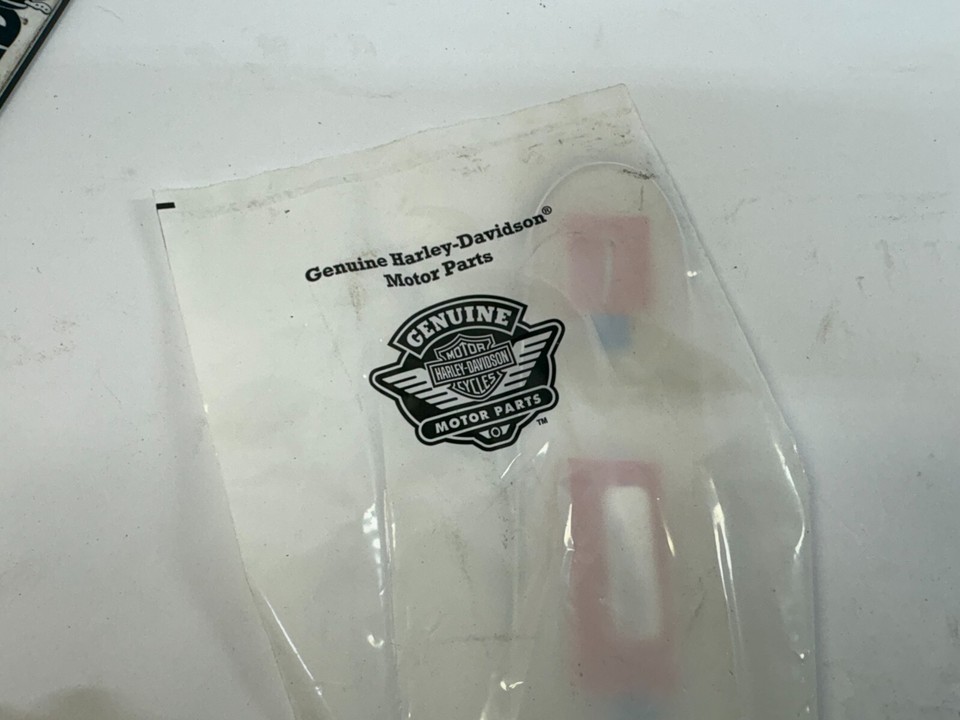 Genuine Harley-Davidson®
Motor Parts
GENUINE
MOTOR
HARLEY-DAVIDSON
CYCLES
MOTOR PARTS
TM